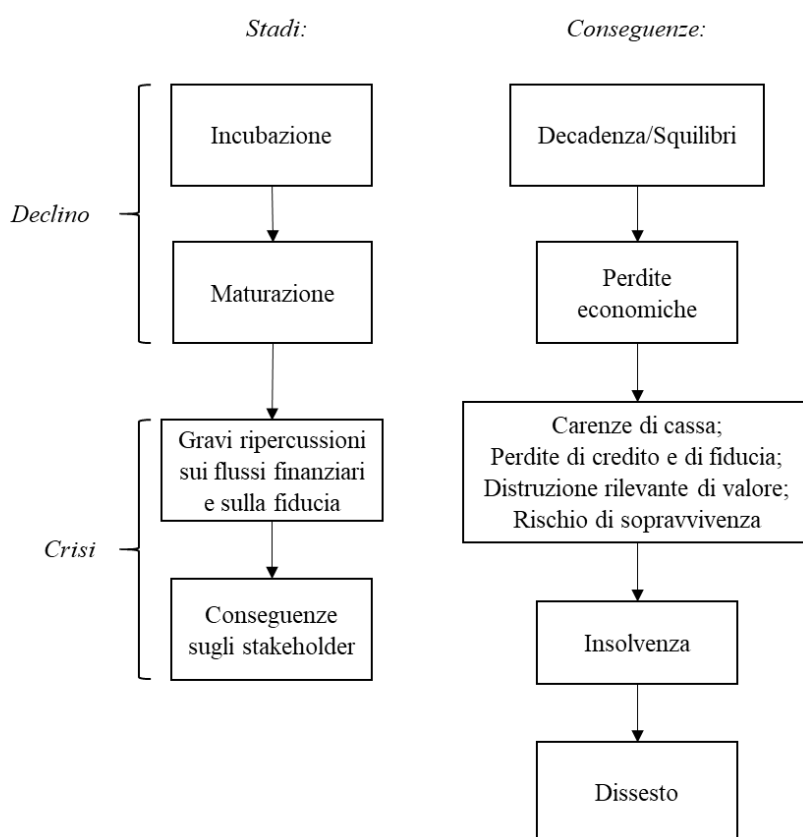 Stadi:
Conseguenze:
Declino
Incubazione
Maturazione
Crisi
Gravi ripercussioni
sui flussi finanziari
e sulla fiducia
Conseguenze
sugli stakeholder
Decadenza/Squilibri
Perdite
economiche
Carenze di cassa;
Perdite di credito e di fiducia;
Distruzione rilevante di valore;
Rischio di sopravvivenza
Insolvenza
Dissesto